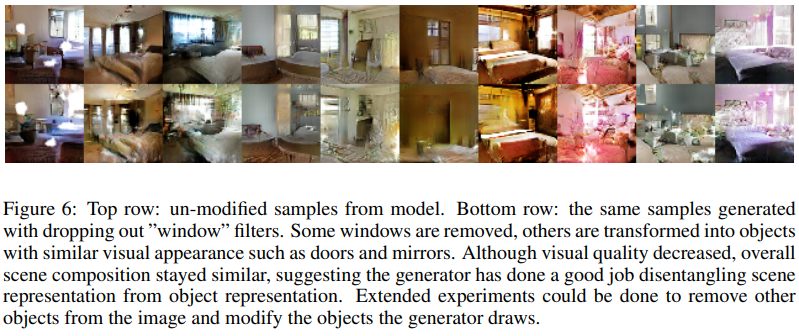 Figure 6: Top row: un-modified samples from model. Bottom row: the same samples generated
with dropping out ”window” filters. Some windows are removed, others are transformed into objects
with similar visual appearance such as doors and mirrors. Although visual quality decreased, overall
scene composition stayed similar, suggesting the generator has done a good job disentangling scene
representation from object representation. Extended experiments could be done to remove other
objects from the image and modify the objects the generator draws.